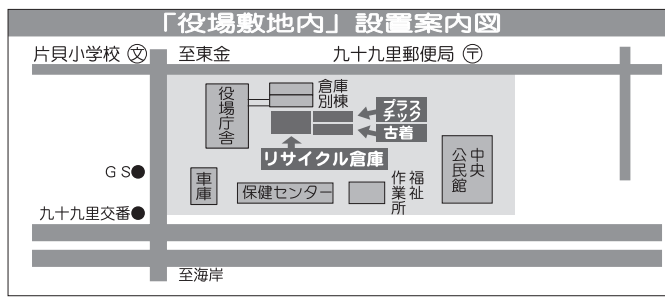 「役場敷地内」設置案内図
片貝小学校 文
至東金
九十九里郵便局 〒
役場庁舎
倉庫
別棟
プラス
チック
古着
リサイクル倉庫
中央
公民館
GS●
車庫
保健センター
福祉
作業所
九十九里交番●
至海岸